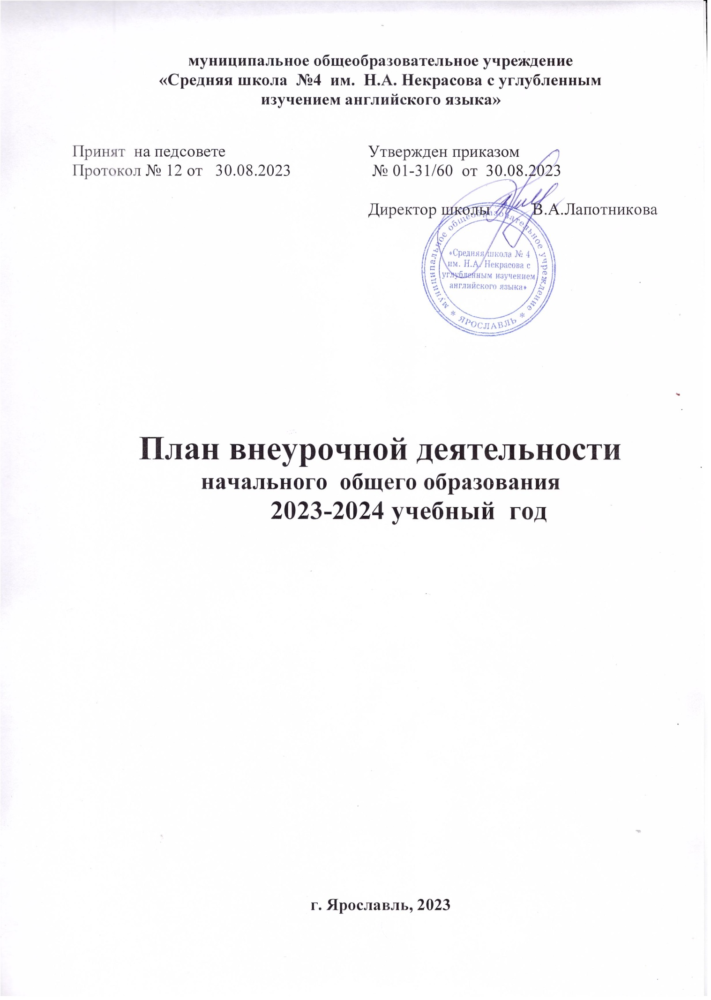 муниципальное общеобразовательное учреждение
«Средняя школа №4 им. Н.А. Некрасова с углубленным
изучением английского языка»
Принят на педсовете
Протокол № 12 от 30.08.2023
Утвержден приказом
№ 01-31/60 от 30.08.2023
Директор школы В.А.Лапотникова
муниципальное общеобразовательное учреждение
* ЯРОСЛАВЛЬ *
«Средняя школа № 4
им. Н.А. Некрасова с
углубленным изучением
английского языка»
План внеурочной деятельности
начального общего образования
2023-2024 учебный год
г. Ярославль, 2023